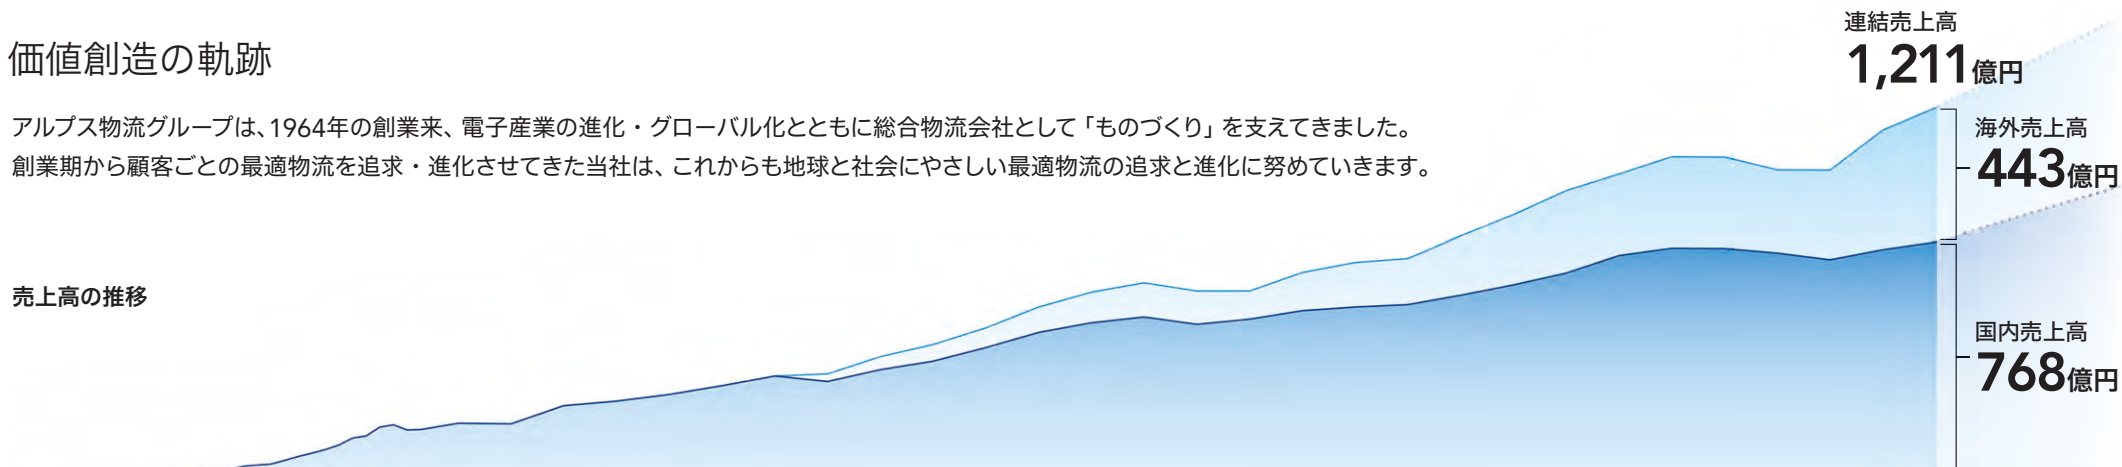 価値創造の軌跡
アルプス物流グループは、1964年の創業来、電子産業の進化・グローバル化とともに総合物流会社として「ものづくり」を支えてきました。
創業期から顧客ごとの最適物流を追求・進化させてきた当社は、これからも地球と社会にやさしい最適物流の追求と進化に努めていきます。
売上高の推移
連結売上高
1,211億円
海外売上高
443億円
国内売上高
768億円